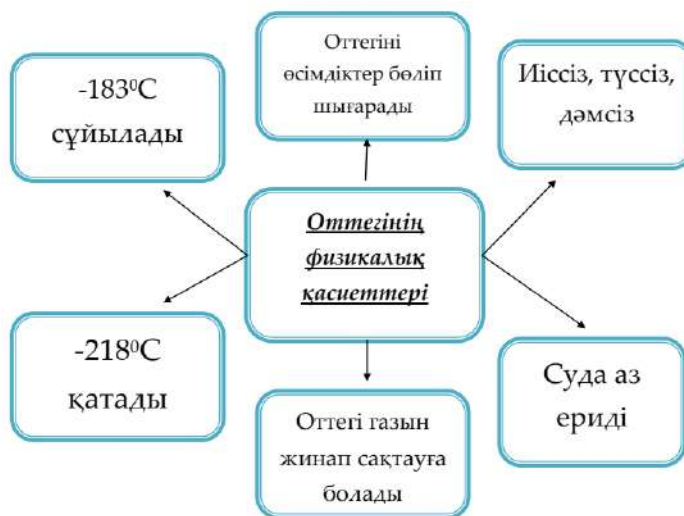 Оттегіні
өсімдіктер бөліп
шығарады
-183⁰С
сұйылады
Иіссіз, түссіз,
дәмсіз
Оттегінің
физикалық
қасиеттері
-218⁰С
қатады
Суда аз
ериді
Оттегі газын
жинап сақтауға
болады